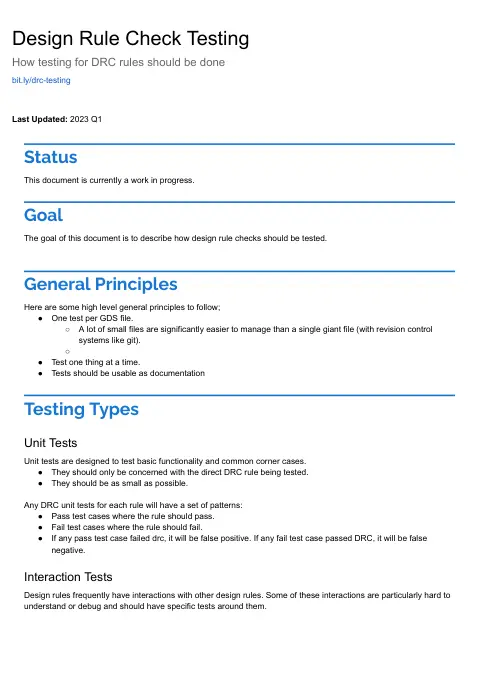 Design Rule Check Testing
How testing for DRC rules should be done
bit.ly/drc-testing
Last Updated: 2023 Q1
Status
This document is currently a work in progress.
Goal
The goal of this document is to describe how design rule checks should be tested.
General Principles
Here are some high level general principles to follow;
● One test per GDS file.
○ A lot of small files are significantly easier to manage than a single giant file (with revision control
systems like git).
○
● Test one thing at a time.
● Tests should be usable as documentation
Testing Types
Unit Tests
Unit tests are designed to test basic functionality and common corner cases.
● They should only be concerned with the direct DRC rule being tested.
● They should be as small as possible.
Any DRC unit tests for each rule will have a set of patterns:
● Pass test cases where the rule should pass.
● Fail test cases where the rule should fail.
● If any pass test case failed drc, it will be false positive. If any fail test case passed DRC, it will be false
negative.
Interaction Tests
Design rules frequently have interactions with other design rules. Some of these interactions are particularly hard to
understand or debug and should have specific tests around them.